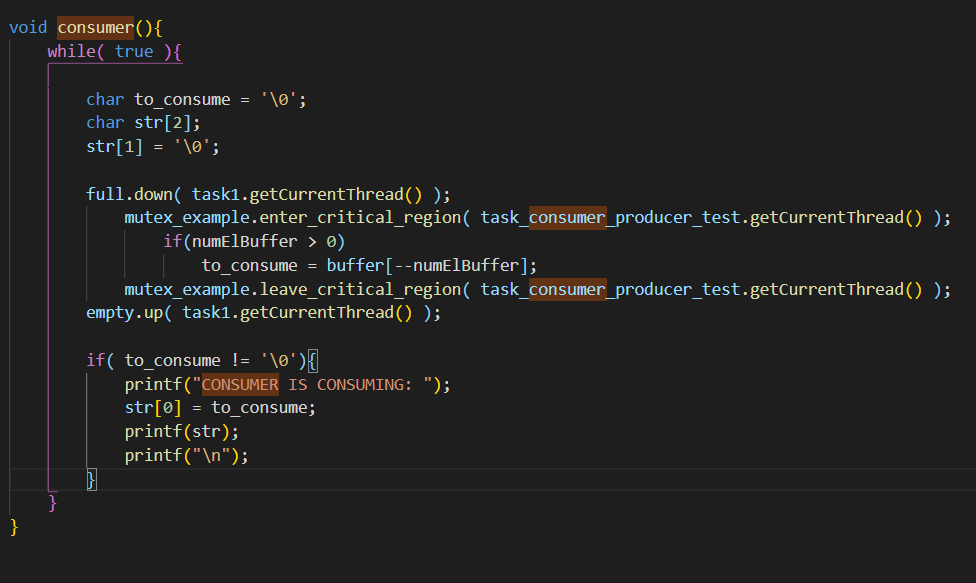 void consumer(){
while( true ){
char to_consume = '\0';
char str[2];
str[1] = '\0';
full.down( task1.getCurrentThread() );
mutex_example.enter_critical_region( task_consumer_producer_test.getCurrentThread() );
if(numElBuffer > 0)
to_consume = buffer[--numElBuffer];
mutex_example.leave_critical_region( task_consumer_producer_test.getCurrentThread() );
empty.up( task1.getCurrentThread() );
if( to_consume != '\0'){
printf("CONSUMER IS CONSUMING: ");
str[0] = to_consume;
printf(str);
printf("\n");
}
}
}